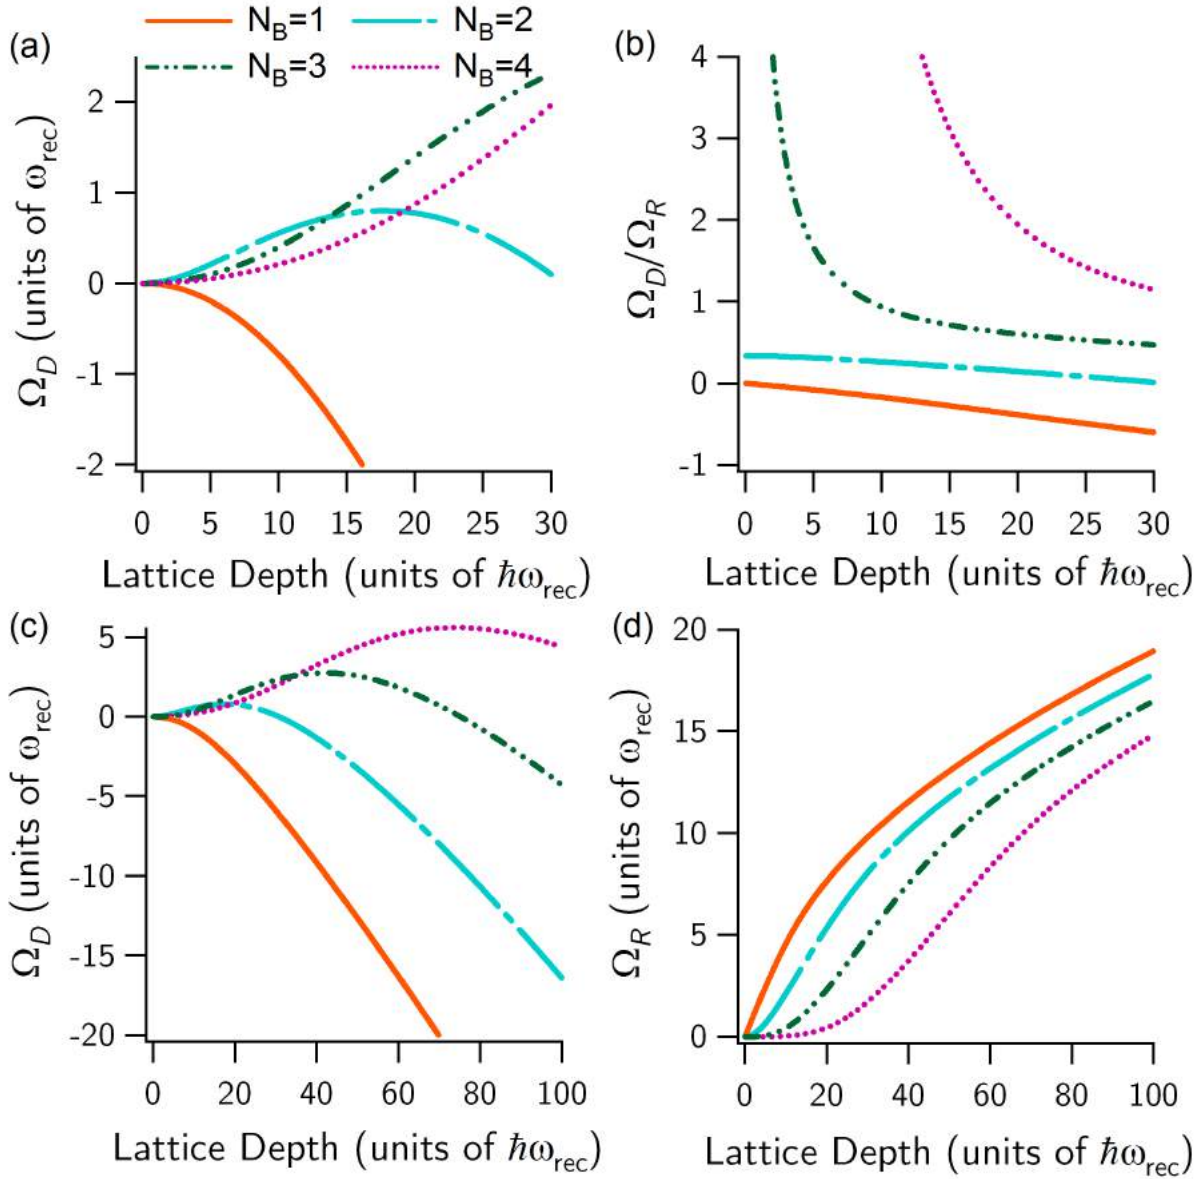 N_B=1 N_B=2
N_B=3 N_B=4
(a)
Ω_D (units of ω_rec)
2
1
0
-1
-2
0 5 10 15 20 25 30
Lattice Depth (units of ħω_rec)
(b)
Ω_D/Ω_R
4
3
2
1
0
-1
0 5 10 15 20 25 30
Lattice Depth (units of ħω_rec)
(c)
Ω_D (units of ω_rec)
5
0
-5
-10
-15
-20
0 20 40 60 80 100
Lattice Depth (units of ħω_rec)
(d)
Ω_R (units of ω_rec)
20
15
10
5
0
0 20 40 60 80 100
Lattice Depth (units of ħω_rec)